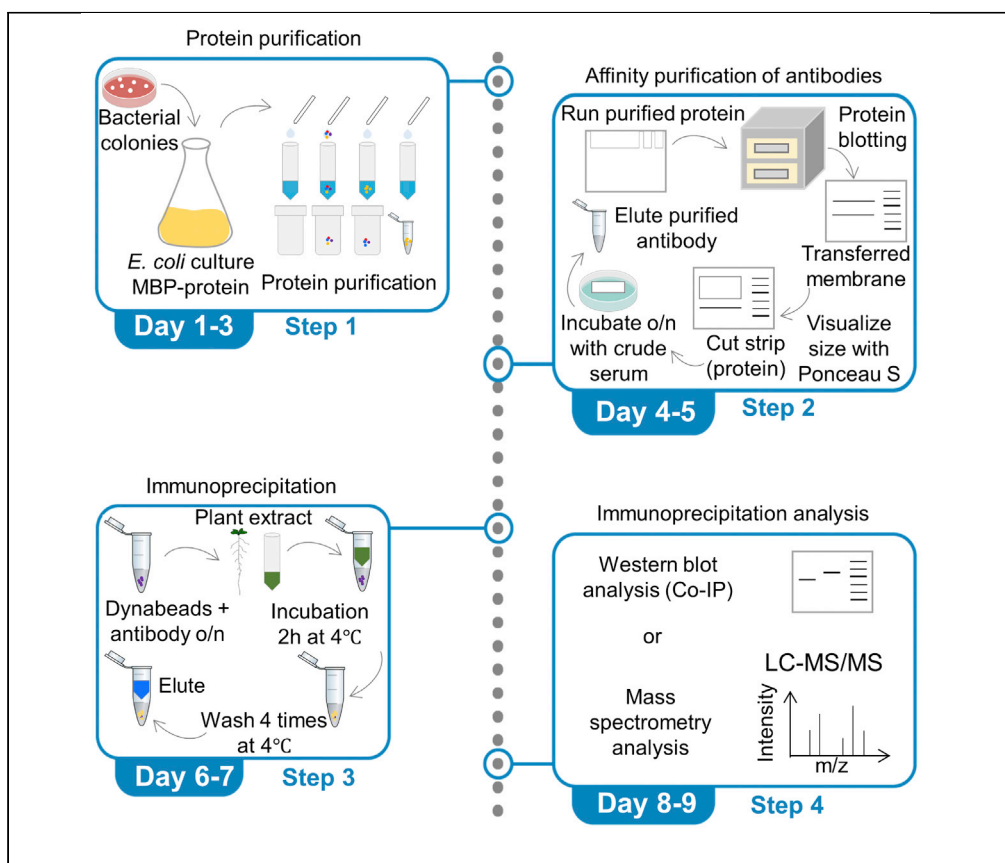 Protein purification
Bacterial
colonies
E. coli culture
MBP-protein
Protein purification
Day 1-3
Step 1
Affinity purification of antibodies
Run purified protein
Protein
blotting
Transferred
membrane
Visualize
size with
Ponceau S
Cut strip
(protein)
Incubate o/n
with crude
serum
Elute purified
antibody
Day 4-5
Step 2
Immunoprecipitation
Plant extract
Dynabeads +
antibody o/n
Incubation
2h at 4°C
Wash 4 times
at 4°C
Elute
Day 6-7
Step 3
Immunoprecipitation analysis
Western blot
analysis (Co-IP)
or
Mass
spectrometry
analysis
LC-MS/MS
Intensity
m/z
Day 8-9
Step 4